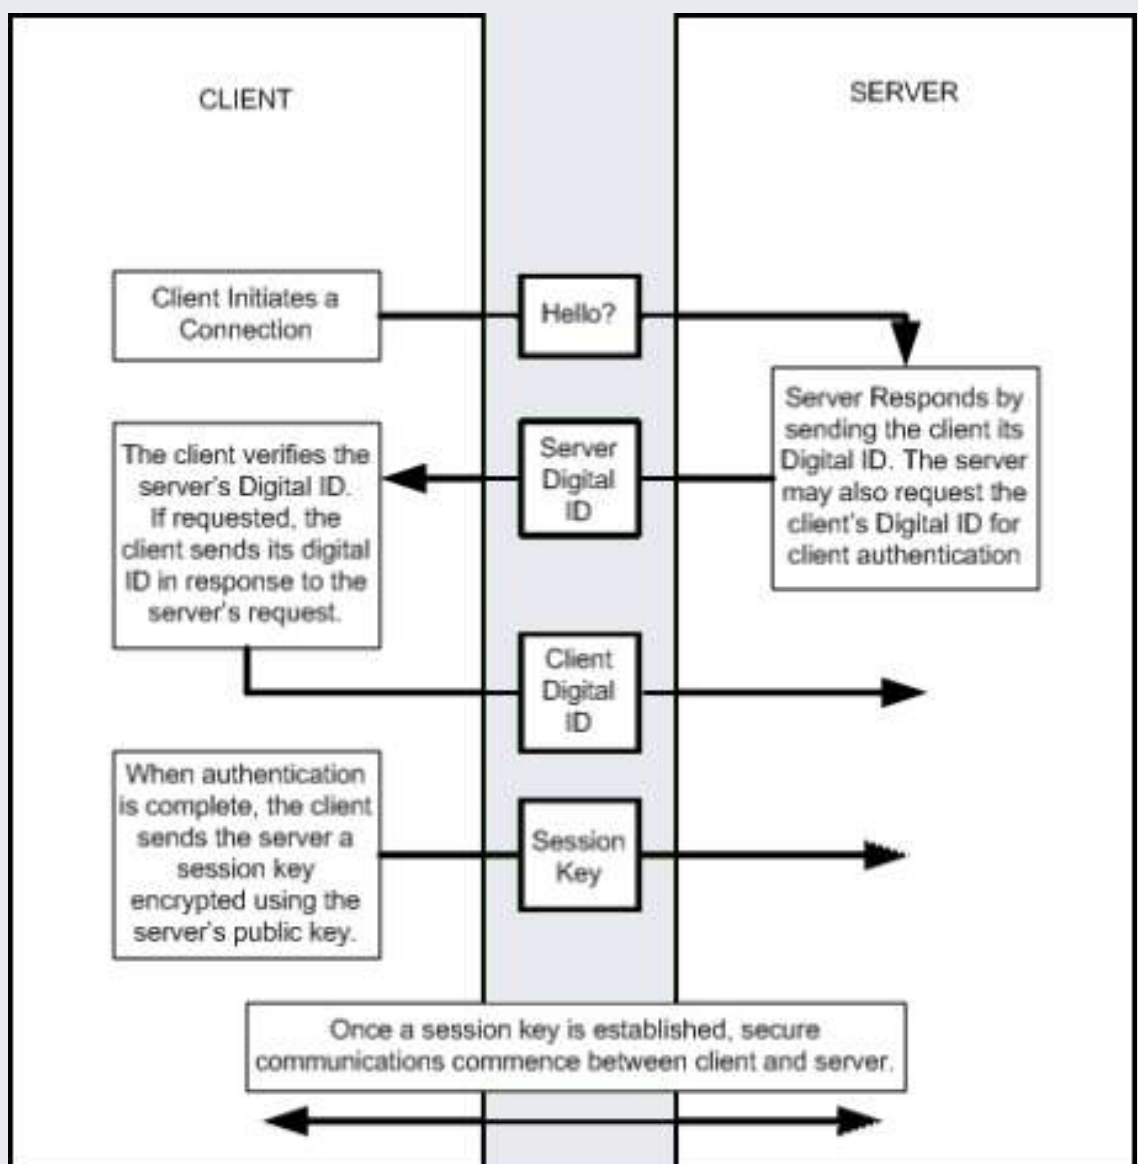 CLIENT
SERVER
Client Initiates a
Connection
Hello?
Server Responds by
sending the client its
Digital ID. The server
may also request the
client's Digital ID for
client authentication
The client verifies the
server's Digital ID.
If requested, the
client sends its digital
ID in response to the
server's request.
Server
Digital
ID
Client
Digital
ID
When authentication
is complete, the client
sends the server a
session key
encrypted using the
server's public key.
Session
Key
Once a session key is established, secure
communications commence between client and server.